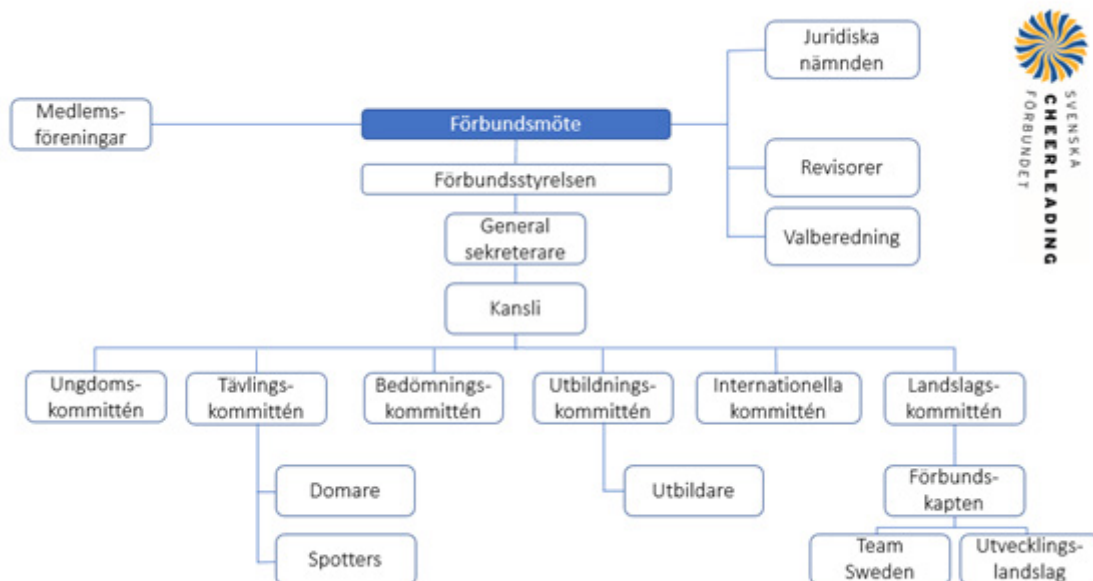 Juridiska
nämnden
Medlems-
föreningar
Förbundsmöte
Förbundsstyrelsen
Revisorer
General
sekreterare
Valberedning
Kansli
SVENSKA
CHEERLEADING
FÖRBUNDET
Ungdoms-
kommittén
Tävlings-
kommittén
Bedömnings-
kommittén
Utbildnings-
kommittén
Internationella
kommittén
Landslags-
kommittén
Domare
Utbildare
Förbunds-
kapten
Spotters
Team
Sweden
Utvecklings-
landslag